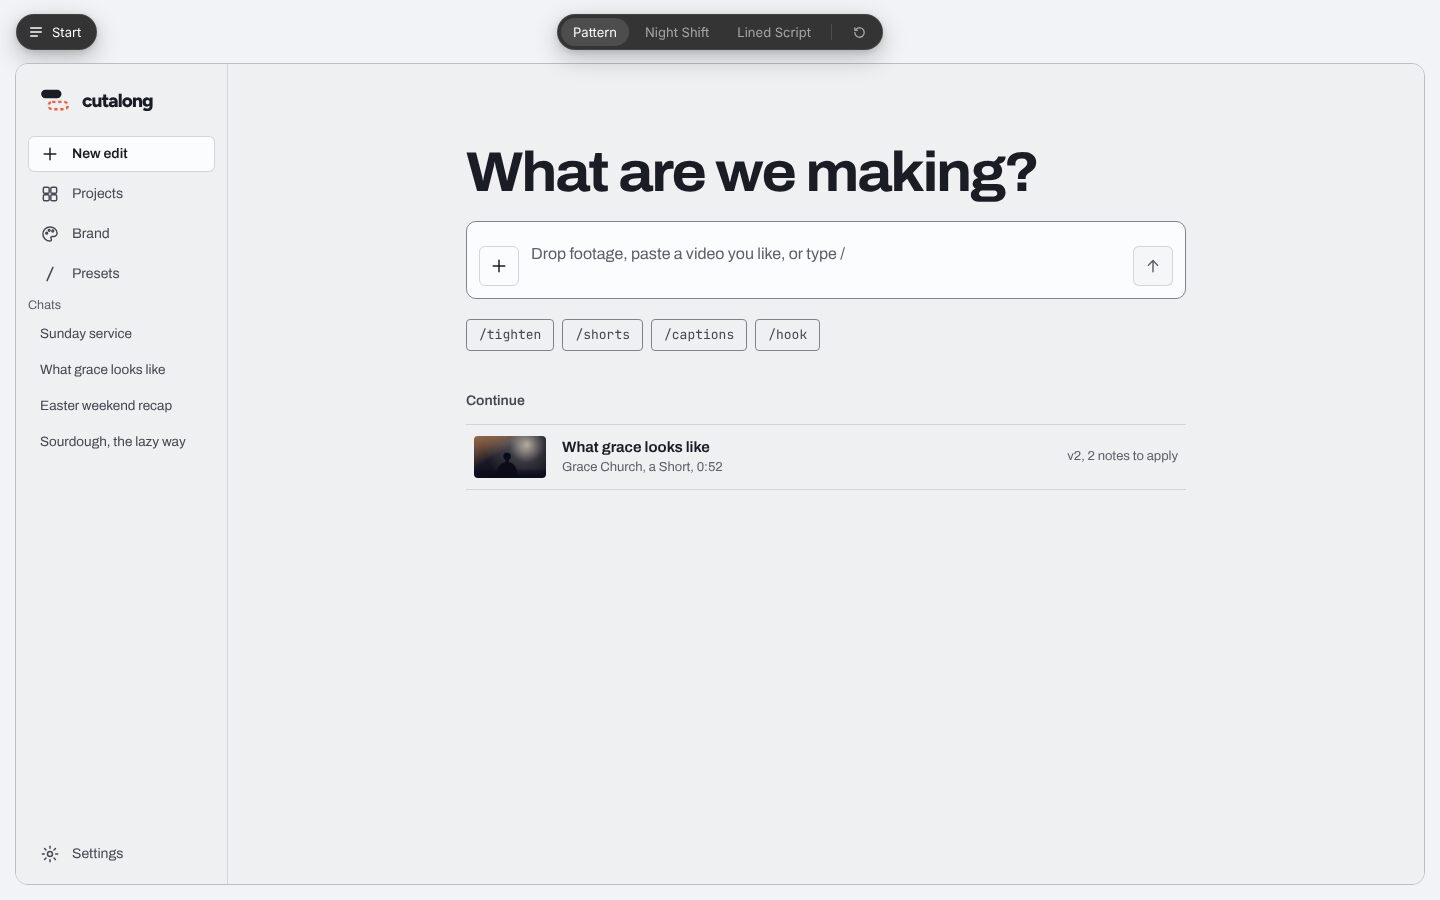 Start
Pattern
Night Shift
Lined Script
cutalong
New edit
Projects
Brand
Presets
Chats
Sunday service
What grace looks like
Easter weekend recap
Sourdough, the lazy way
Settings
What are we making?
Drop footage, paste a video you like, or type /
/tighten
/shorts
/captions
/hook
Continue
What grace looks like
Grace Church, a Short, 0:52
v2, 2 notes to apply